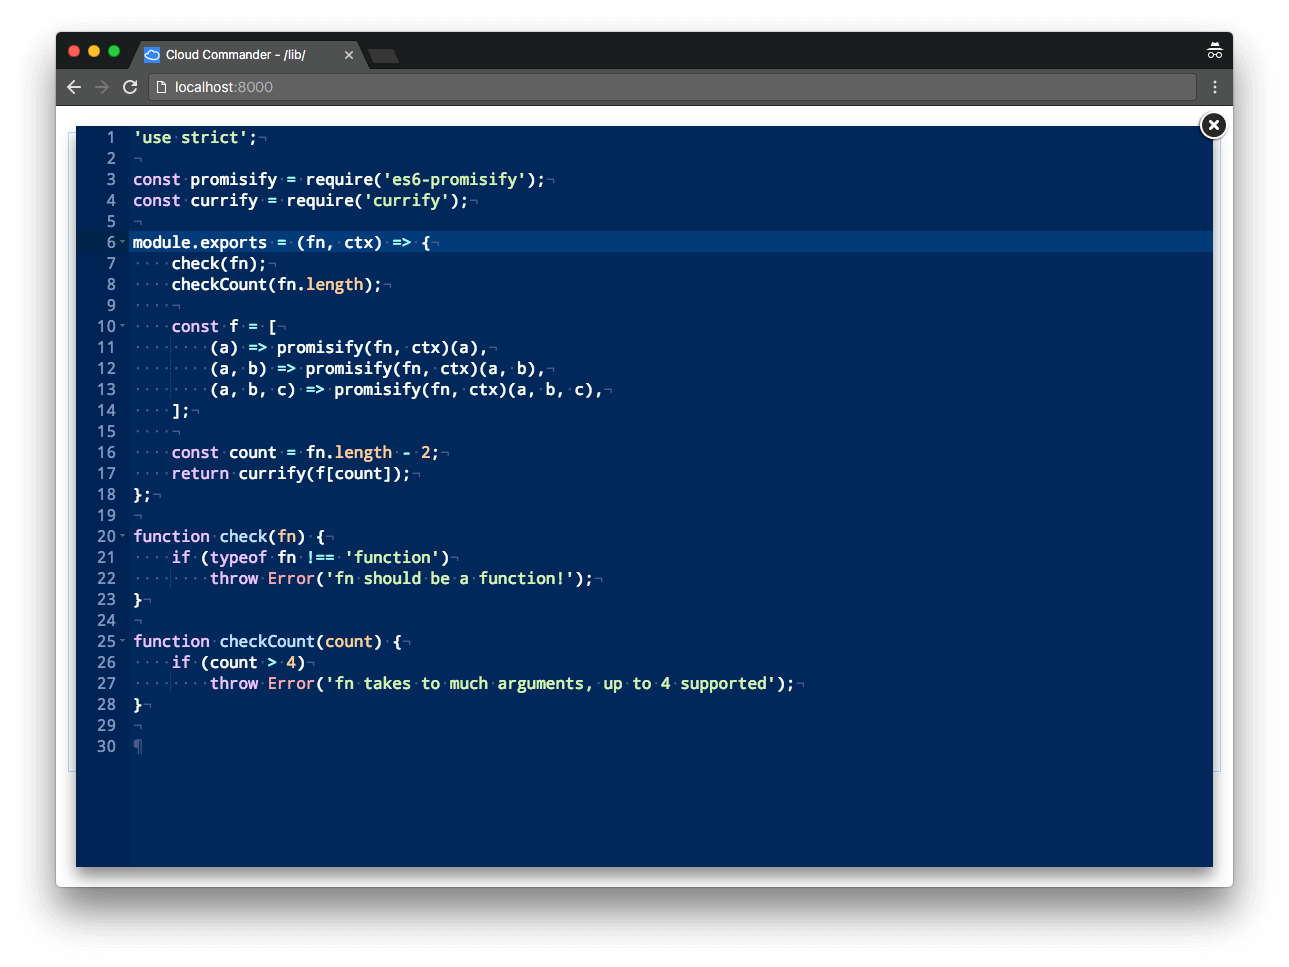 Cloud Commander - /lib/
localhost:8000
1 'use strict';
2
3 const promisify = require('es6-promisify');
4 const currify = require('currify');
5
6 module.exports = (fn, ctx) => {
7     check(fn);
8     checkCount(fn.length);
9
10     const f = [
11         (a) => promisify(fn, ctx)(a),
12         (a, b) => promisify(fn, ctx)(a, b),
13         (a, b, c) => promisify(fn, ctx)(a, b, c),
14     ];
15
16     const count = fn.length - 2;
17     return currify(f[count]);
18 };
19
20 function check(fn) {
21     if (typeof fn !== 'function')
22         throw Error('fn should be a function!');
23 }
24
25 function checkCount(count) {
26     if (count > 4)
27         throw Error('fn takes to much arguments, up to 4 supported');
28 }
29
30